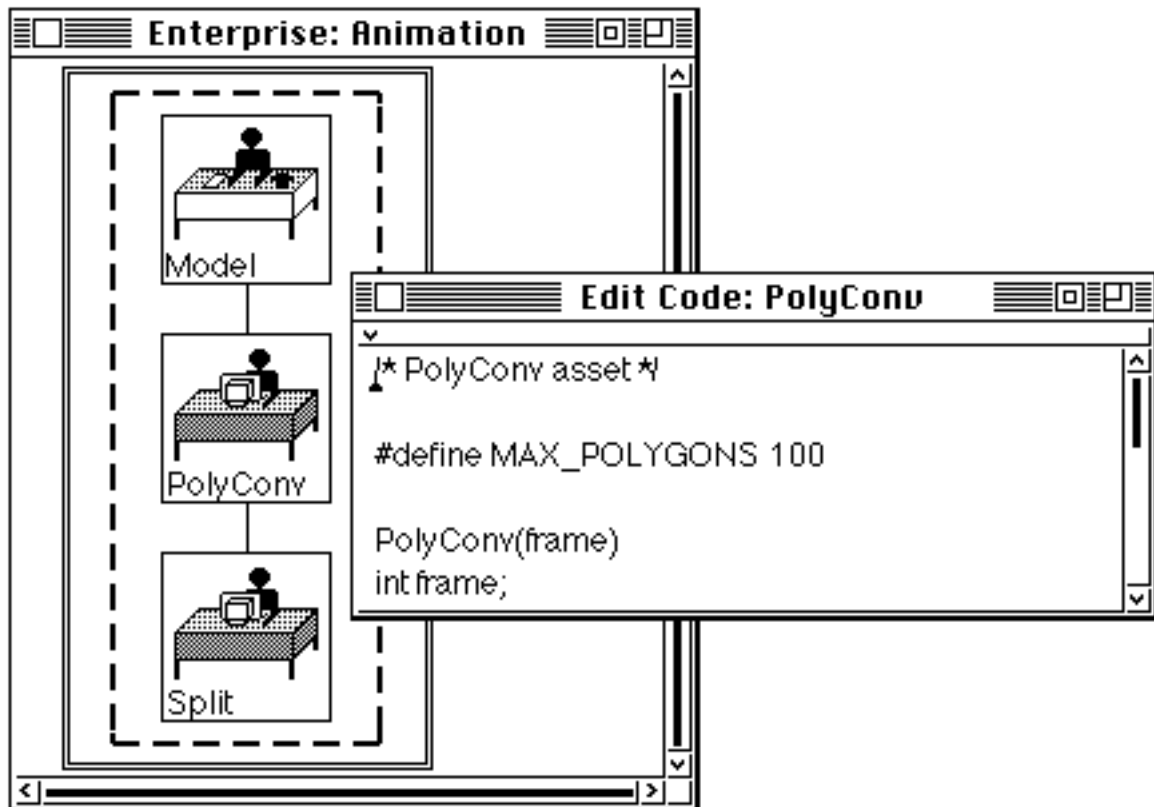 Enterprise: Animation
Model
PolyConv
Split
Edit Code: PolyConv
/* PolyConv asset */
#define MAX_POLYGONS 100
PolyConv(frame)
int frame;